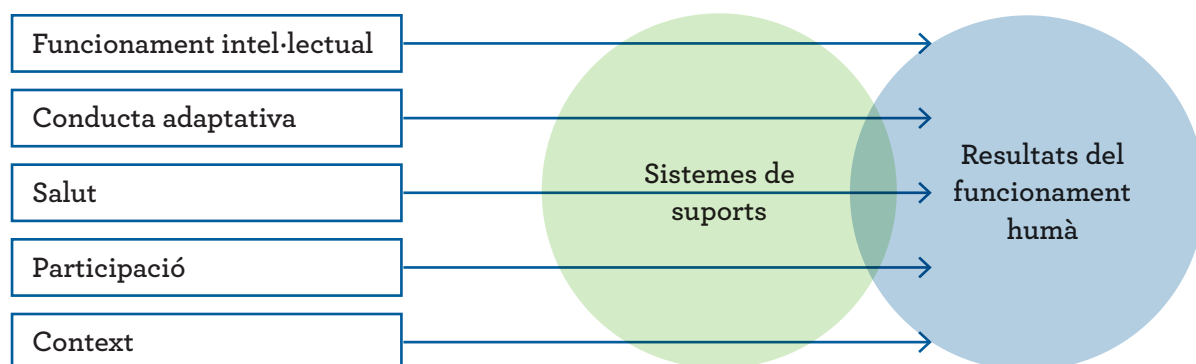 Funcionament intel·lectual
Conducta adaptativa
Salut
Participació
Context
Sistemes de
suports
Resultats del
funcionament
humà